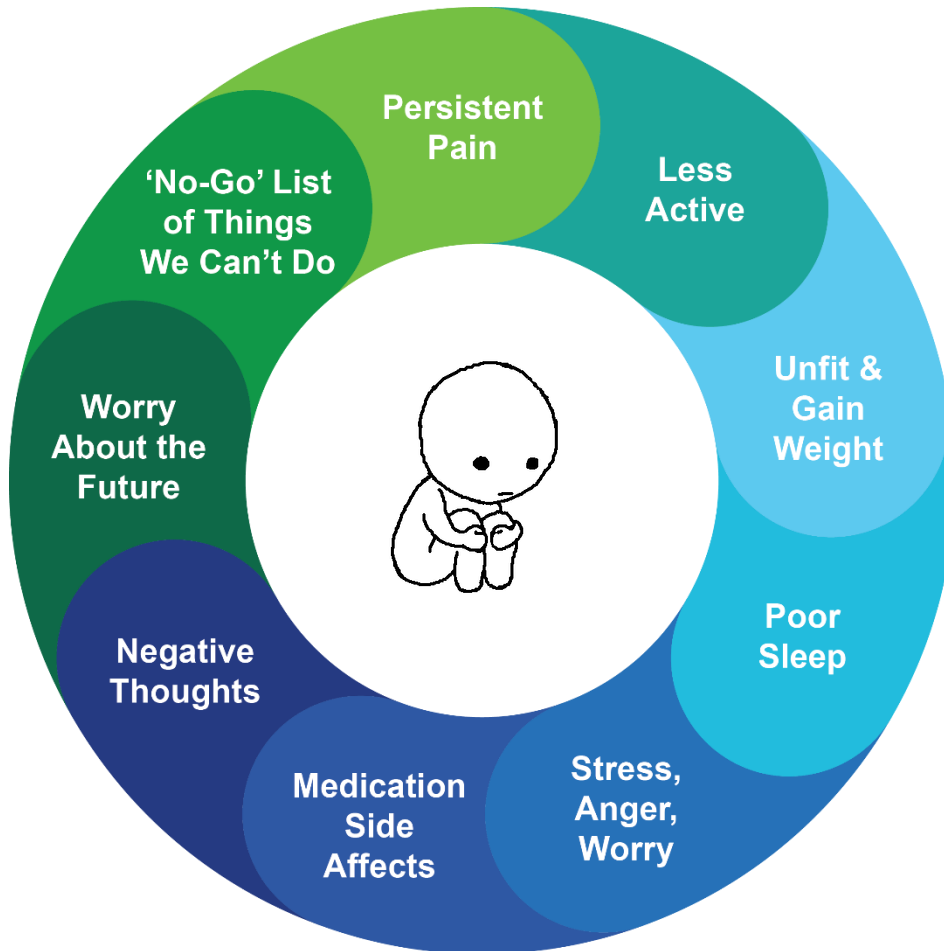 Persistent
Pain
Less
Active
Unfit &
Gain
Weight
Poor
Sleep
Stress,
Anger,
Worry
Medication
Side
Affects
Negative
Thoughts
Worry
About the
Future
‘No-Go’ List
of Things
We Can’t Do